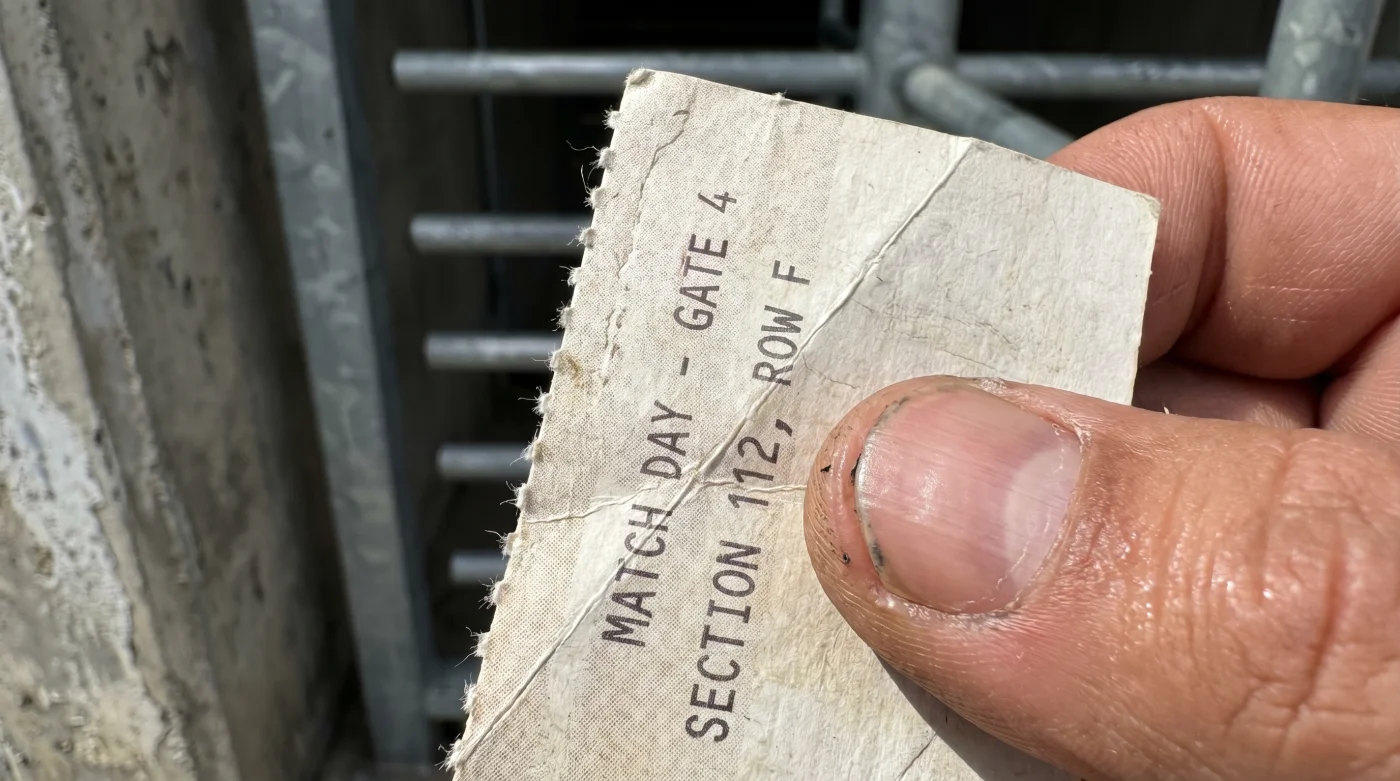 MATCH DAY - GATE 4
SECTION 112, ROW F